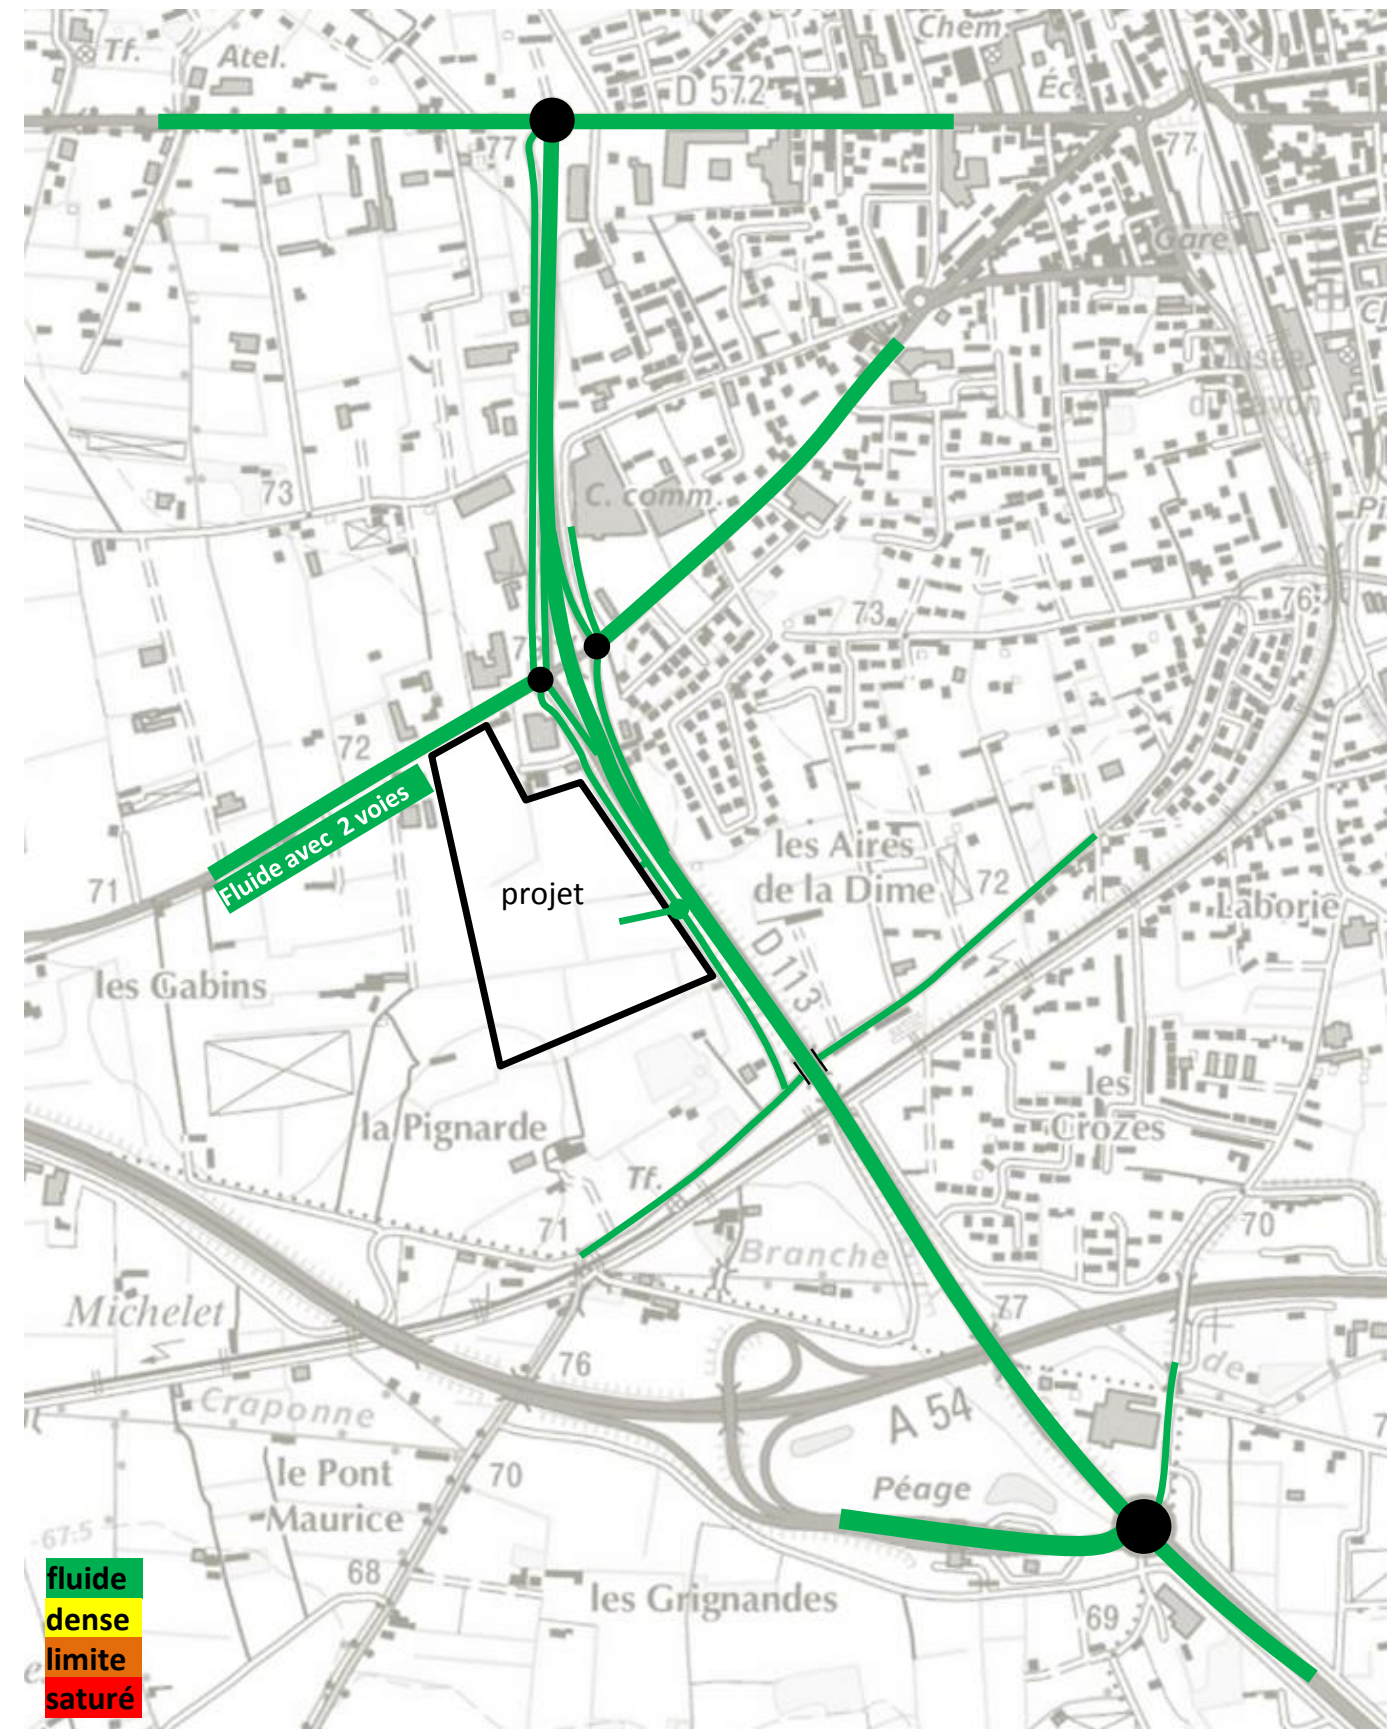 Chem.
Tf.
Atel.
D 572
Éc.
77
77
Gare
C. comm.
73
73
76
72
72
71
Fluide avec 2 voies
projet
les Aires
de la Dime
72
Laborie
les Gabins
D 113
la Pignarde
les
Crozes
Tf.
71
70
Branche
Michelet
77
76
de
Craponne
A 54
le Pont
Maurice
70
Péage
67.5
68
les Grignandes
69
fluide
dense
limite
saturé